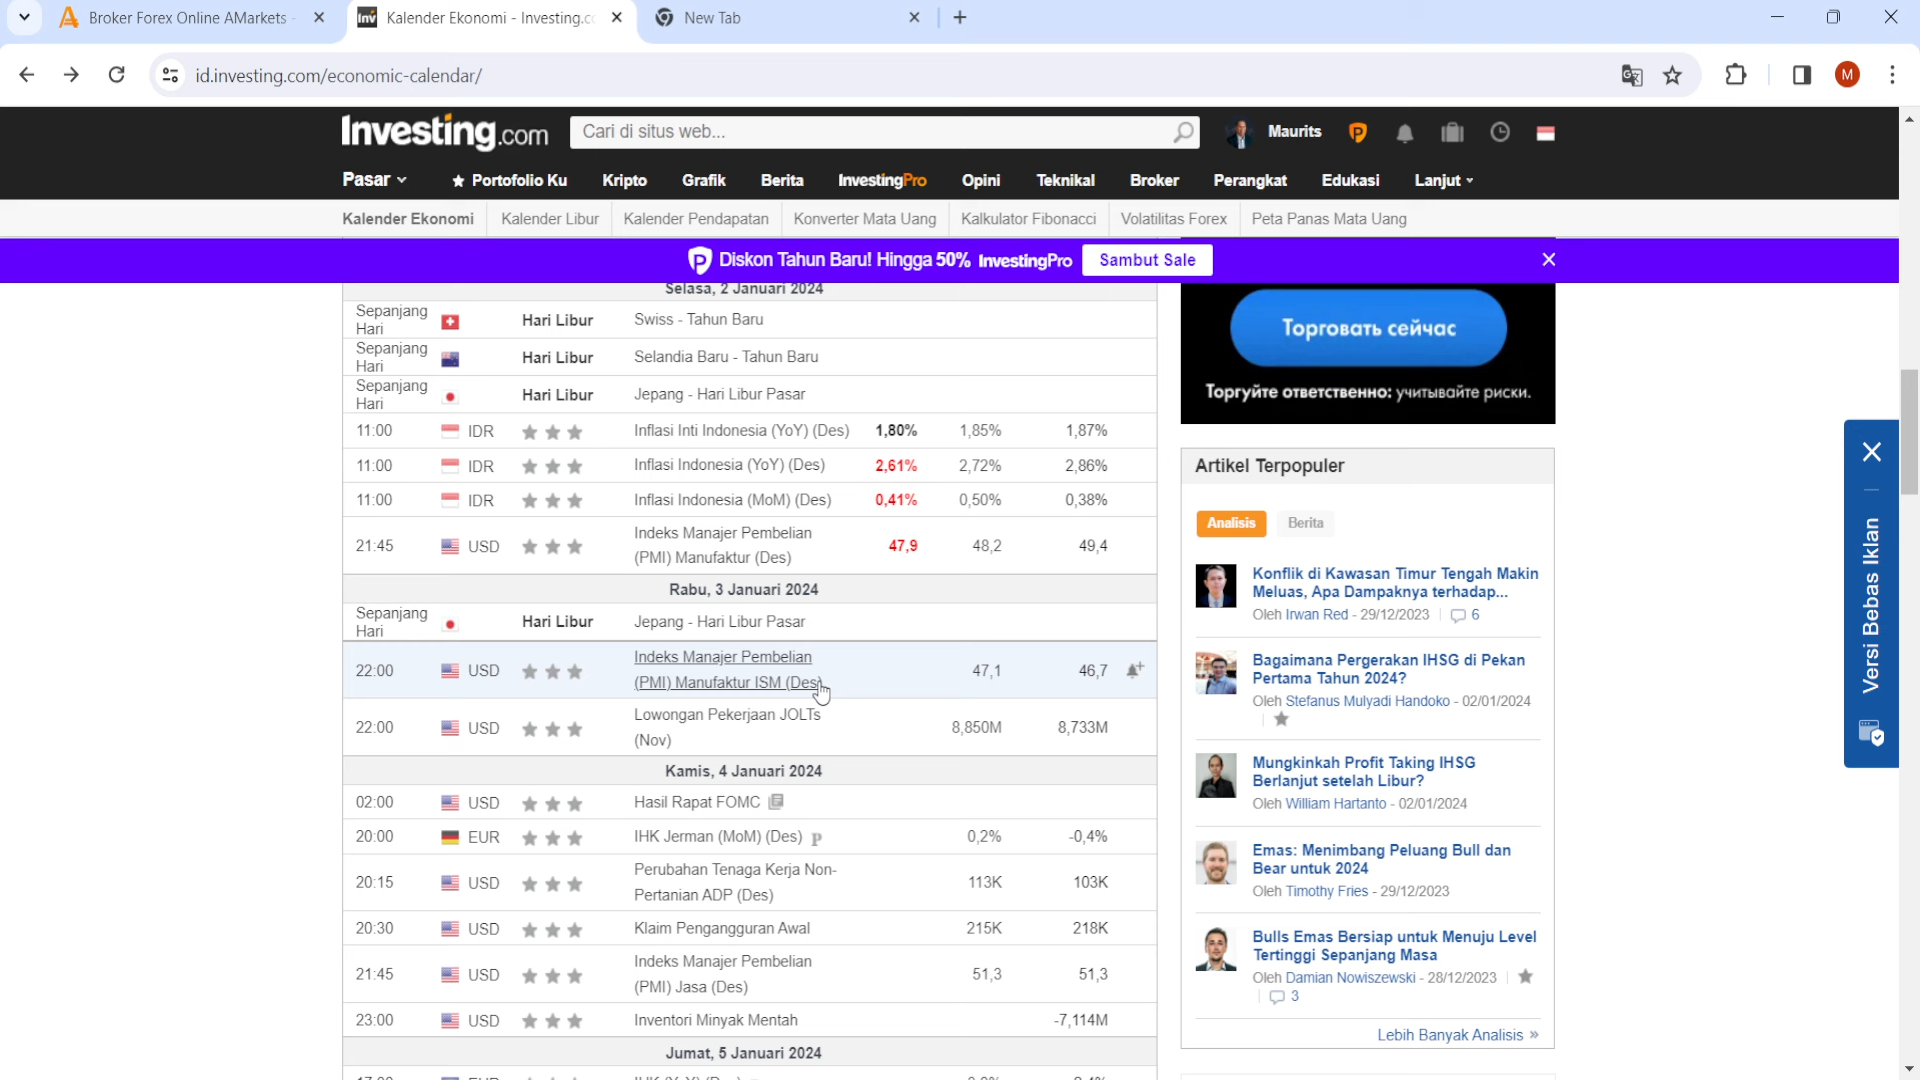 Broker Forex Online AMarkets
Kalender Ekonomi - Investing.c
New Tab
id.investing.com/economic-calendar/
M
Investing.com
Cari di situs web...
Maurits
Pasar
Portofolio Ku
Kripto
Grafik
Berita
InvestingPro
Opini
Teknikal
Broker
Perangkat
Edukasi
Lanjut
Kalender Ekonomi
Kalender Libur
Kalender Pendapatan
Konverter Mata Uang
Kalkulator Fibonacci
Volatilitas Forex
Peta Panas Mata Uang
Diskon Tahun Baru! Hingga 50% InvestingPro
Sambut Sale
Selasa, 2 Januari 2024
Sepanjang Hari Hari Libur Swiss - Tahun Baru
Sepanjang Hari Hari Libur Selandia Baru - Tahun Baru
Sepanjang Hari Hari Libur Jepang - Hari Libur Pasar
11:00 IDR Inflasi Inti Indonesia (YoY) (Des) 1,80% 1,85% 1,87%
11:00 IDR Inflasi Indonesia (YoY) (Des) 2,61% 2,72% 2,86%
11:00 IDR Inflasi Indonesia (MoM) (Des) 0,41% 0,50% 0,38%
21:45 USD Indeks Manajer Pembelian (PMI) Manufaktur (Des) 47,9 48,2 49,4
Rabu, 3 Januari 2024
Sepanjang Hari Hari Libur Jepang - Hari Libur Pasar
22:00 USD Indeks Manajer Pembelian (PMI) Manufaktur ISM (Des) 47,1 46,7
22:00 USD Lowongan Pekerjaan JOLTs (Nov) 8,850M 8,733M
Kamis, 4 Januari 2024
02:00 USD Hasil Rapat FOMC
20:00 EUR IHK Jerman (MoM) (Des) P 0,2% -0,4%
20:15 USD Perubahan Tenaga Kerja Non-Pertanian ADP (Des) 113K 103K
20:30 USD Klaim Pengangguran Awal 215K 218K
21:45 USD Indeks Manajer Pembelian (PMI) Jasa (Des) 51,3 51,3
23:00 USD Inventori Minyak Mentah -7,114M
Jumat, 5 Januari 2024
Торговать сейчас
Торгуйте ответственно: учитывайте риски.
Artikel Terpopuler
Analisis
Berita
Konflik di Kawasan Timur Tengah Makin
Meluas, Apa Dampaknya terhadap...
Oleh Irwan Red - 29/12/2023 6
Bagaimana Pergerakan IHSG di Pekan
Pertama Tahun 2024?
Oleh Stefanus Mulyadi Handoko - 02/01/2024
Mungkinkah Profit Taking IHSG
Berlanjut setelah Libur?
Oleh William Hartanto - 02/01/2024
Emas: Menimbang Peluang Bull dan
Bear untuk 2024
Oleh Timothy Fries - 29/12/2023
Bulls Emas Bersiap untuk Menuju Level
Tertinggi Sepanjang Masa
Oleh Damian Nowiszewski - 28/12/2023
3
Lebih Banyak Analisis »
Versi Bebas Iklan